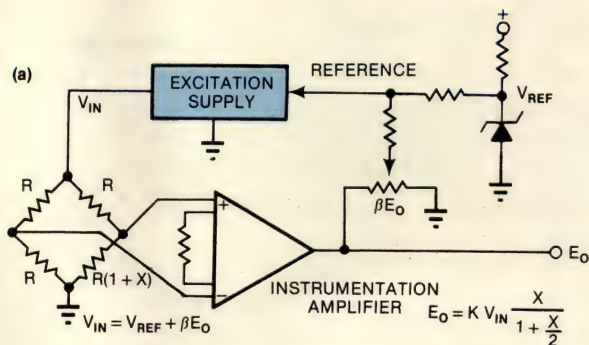 (a)
EXCITATION
SUPPLY
REFERENCE
+
V_REF
V_IN
R
R
R
R(1 + X)
βE_O
+
−
INSTRUMENTATION
AMPLIFIER
E_O
V_IN = V_REF + βE_O
E_O = K V_IN X / (1 + X/2)